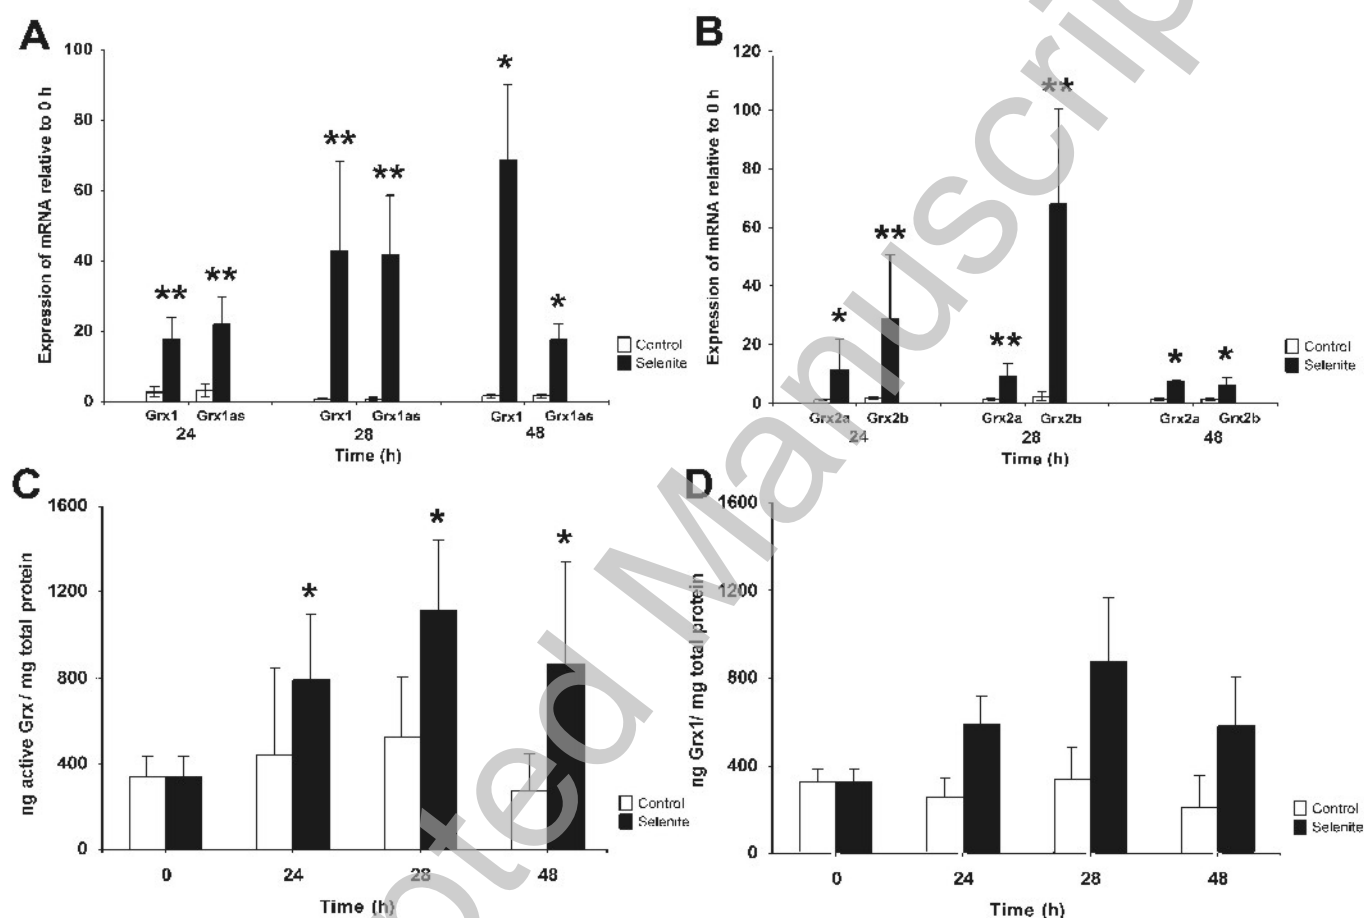 A
Expression of mRNA relative to 0 h
100
80
60
40
20
0
**
**
**
**
*
*
Control
Selenite
Grx1 Grx1as Grx1 Grx1as Grx1 Grx1as
24 28 48
Time (h)
B
Expression of mRNA relative to 0 h
120
100
80
60
40
20
0
*
**
**
**
*
*
Control
Selenite
Grx2a Grx2b Grx2a Grx2b Grx2a Grx2b
24 28 48
Time (h)
C
ng active Grx / mg total protein
1600
1200
800
400
0
*
*
*
Control
Selenite
0 24 28 48
Time (h)
D
ng Grx1/ mg total protein
1600
1200
800
400
0
Control
Selenite
0 24 28 48
Time (h)
pted Manuscrip